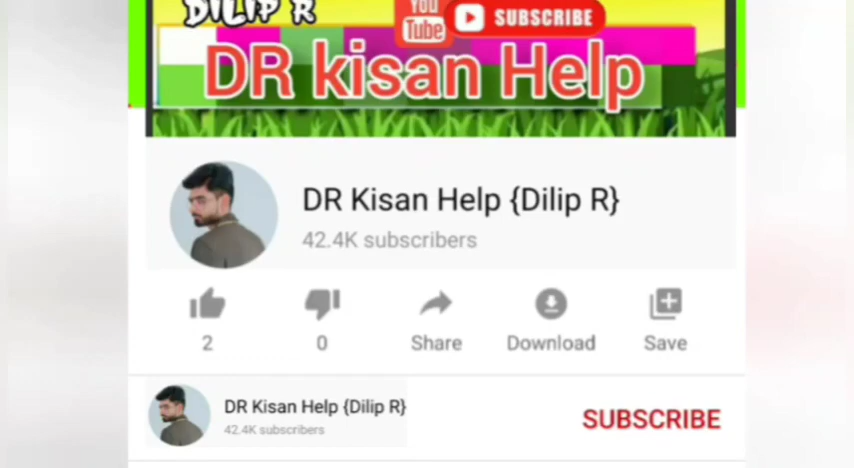 DILIP R
You
Tube
SUBSCRIBE
DR kisan Help
DR Kisan Help {Dilip R}
42.4K subscribers
2
0
Share
Download
Save
DR Kisan Help {Dilip R}
42.4K subscribers
SUBSCRIBE